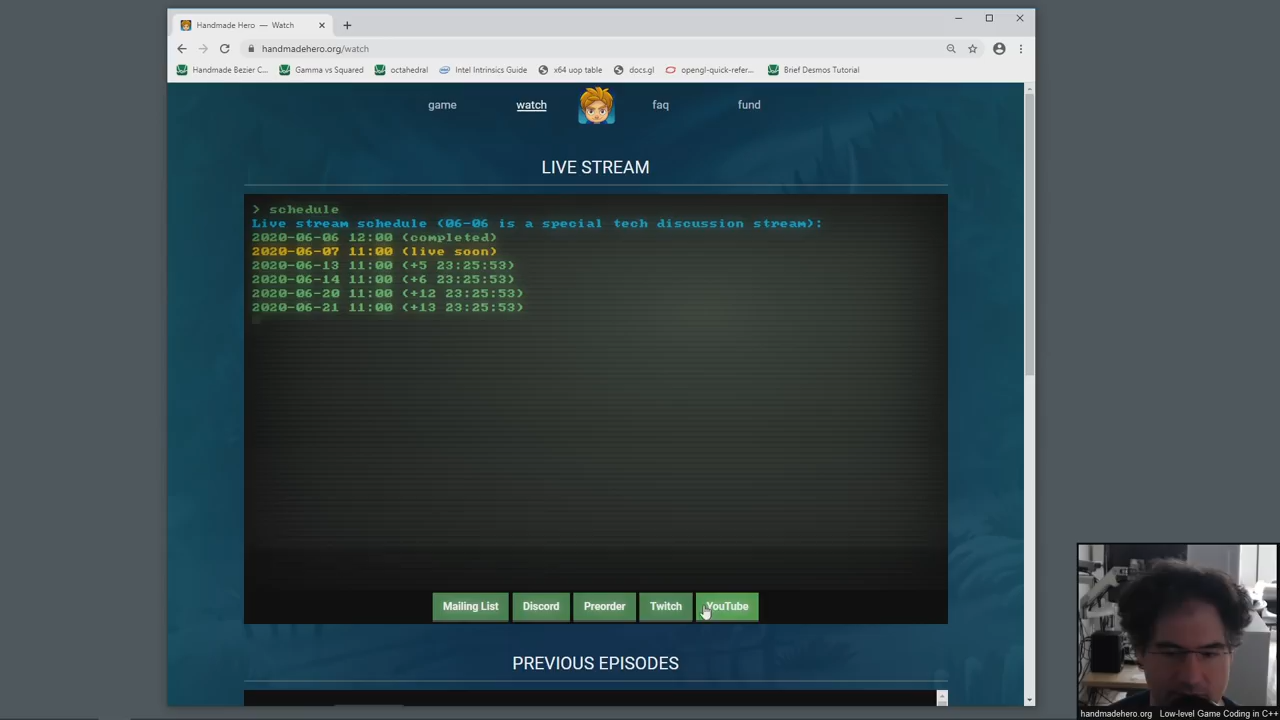 Handmade Hero — Watch
handmadehero.org/watch
Handmade Bezier C... Gamma vs Squared octahedral Intel Intrinsics Guide x64 uop table docs.gl opengl-quick-refer... Brief Desmos Tutorial
game watch faq fund
LIVE STREAM
> schedule
Live stream schedule (06-06 is a special tech discussion stream):
2020-06-06 12:00 (completed)
2020-06-07 11:00 (live soon)
2020-06-13 11:00 (+5 23:25:53)
2020-06-14 11:00 (+6 23:25:53)
2020-06-20 11:00 (+12 23:25:53)
2020-06-21 11:00 (+13 23:25:53)
Mailing List Discord Preorder Twitch YouTube
PREVIOUS EPISODES
handmadehero.org Low-level Game Coding in C++